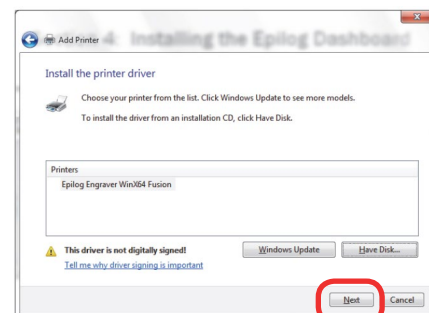 Add Printer
4: Installing the Epilog Dashboard
Install the printer driver
Choose your printer from the list. Click Windows Update to see more models.
To install the driver from an installation CD, click Have Disk.
Printers
Epilog Engraver WinX64 Fusion
This driver is not digitally signed!
Windows Update
Have Disk...
Tell me why driver signing is important
Next
Cancel